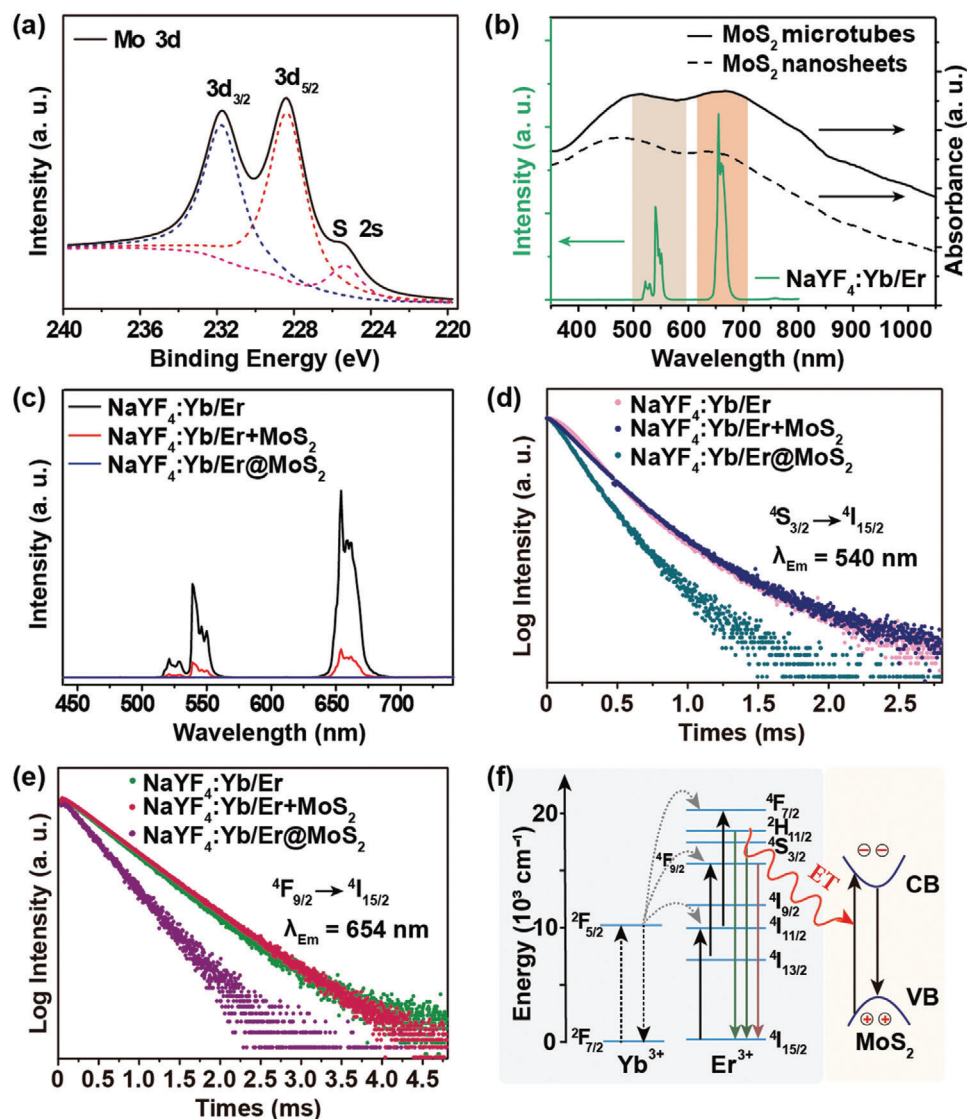 (a)
Mo 3d
3d3/2
3d5/2
S 2s
Intensity (a. u.)
240 236 232 228 224 220
Binding Energy (eV)
(b)
MoS2 microtubes
MoS2 nanosheets
NaYF4:Yb/Er
Intensity (a. u.)
Absorbance (a. u.)
400 500 600 700 800 900 1000
Wavelength (nm)
(c)
NaYF4:Yb/Er
NaYF4:Yb/Er+MoS2
NaYF4:Yb/Er@MoS2
Intensity (a. u.)
450 500 550 600 650 700
Wavelength (nm)
(d)
NaYF4:Yb/Er
NaYF4:Yb/Er+MoS2
NaYF4:Yb/Er@MoS2
4S3/2→4I15/2
λEm = 540 nm
Log Intensity (a. u.)
0 0.5 1.0 1.5 2.0 2.5
Times (ms)
(e)
NaYF4:Yb/Er
NaYF4:Yb/Er+MoS2
NaYF4:Yb/Er@MoS2
4F9/2→4I15/2
λEm = 654 nm
Log Intensity (a. u.)
0.0 0.5 1.0 1.5 2.0 2.5 3.0 3.5 4.0 4.5
Times (ms)
(f)
Energy (10³ cm⁻¹)
20
10
0
2F5/2
2F7/2
Yb3+
4F7/2
2H11/2
4S3/2
4F9/2
4I9/2
4I11/2
4I13/2
4I15/2
Er3+
ET
CB
VB
MoS2